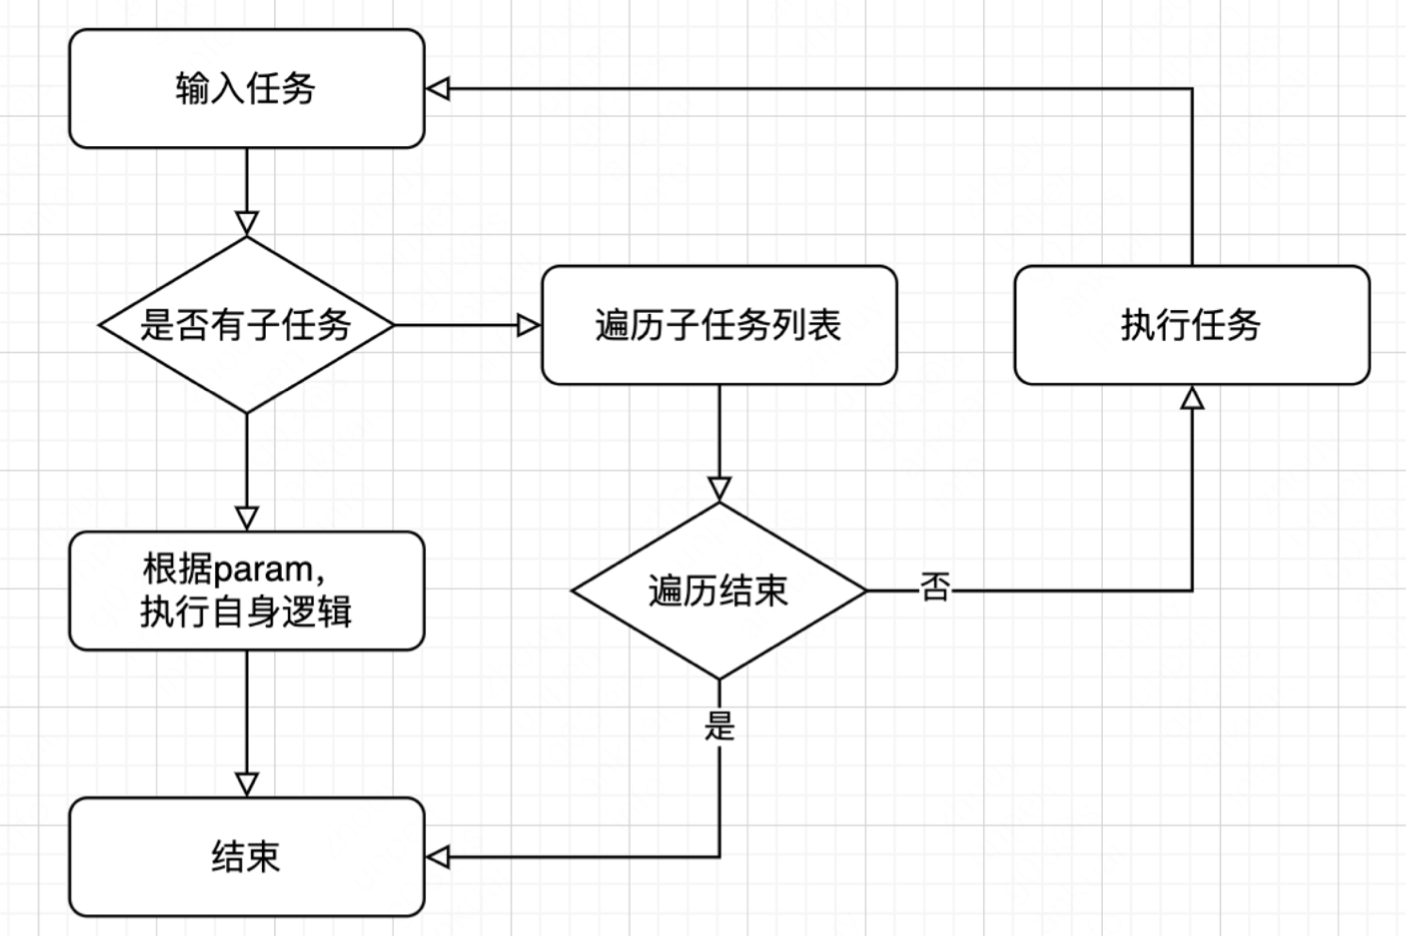 输入任务
是否有子任务
遍历子任务列表
执行任务
根据param，
执行自身逻辑
遍历结束
否
是
结束